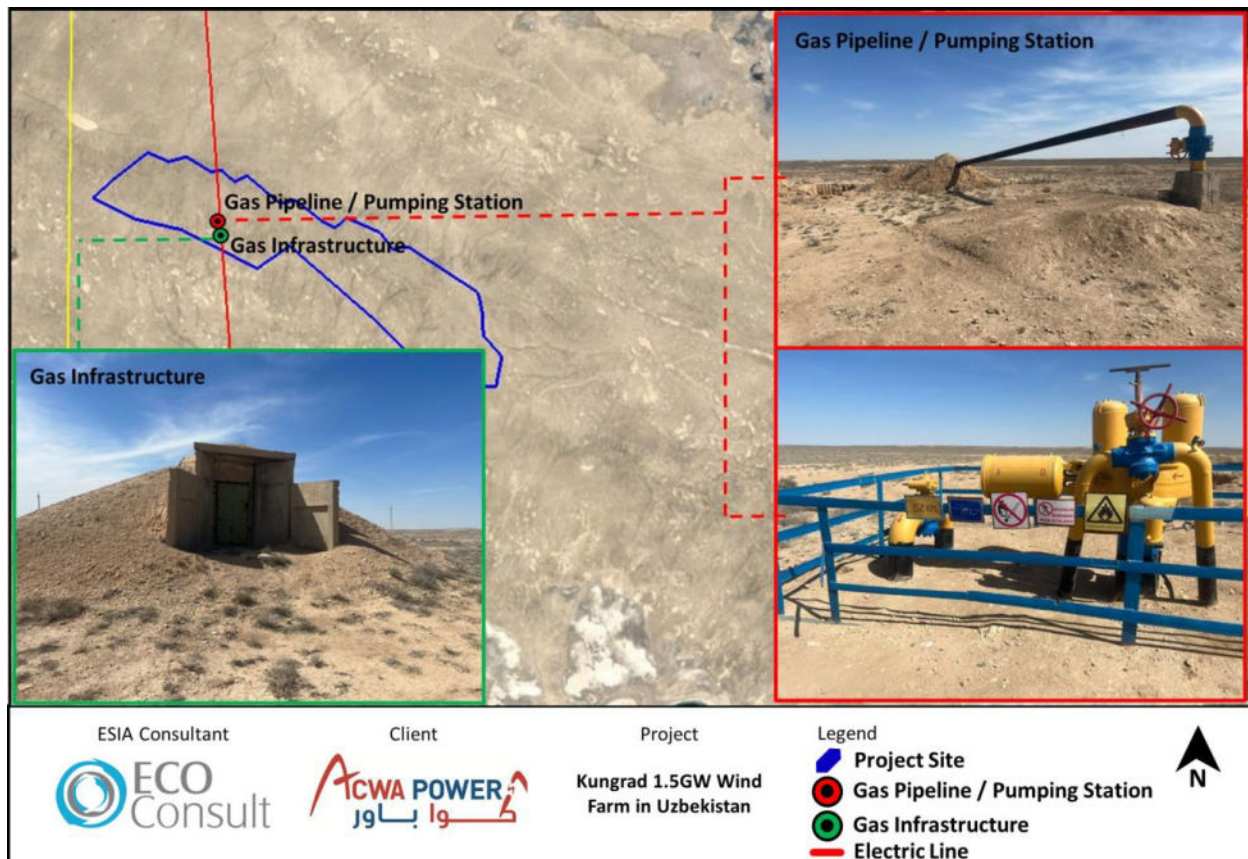 Gas Pipeline / Pumping Station
Gas Pipeline / Pumping Station
Gas Infrastructure
Gas Infrastructure
ESIA Consultant
Client
Project
Legend
ECO
Consult
ACWA POWER
أكوا باور
Kungrad 1.5GW Wind
Farm in Uzbekistan
Project Site
Gas Pipeline / Pumping Station
Gas Infrastructure
Electric Line
N